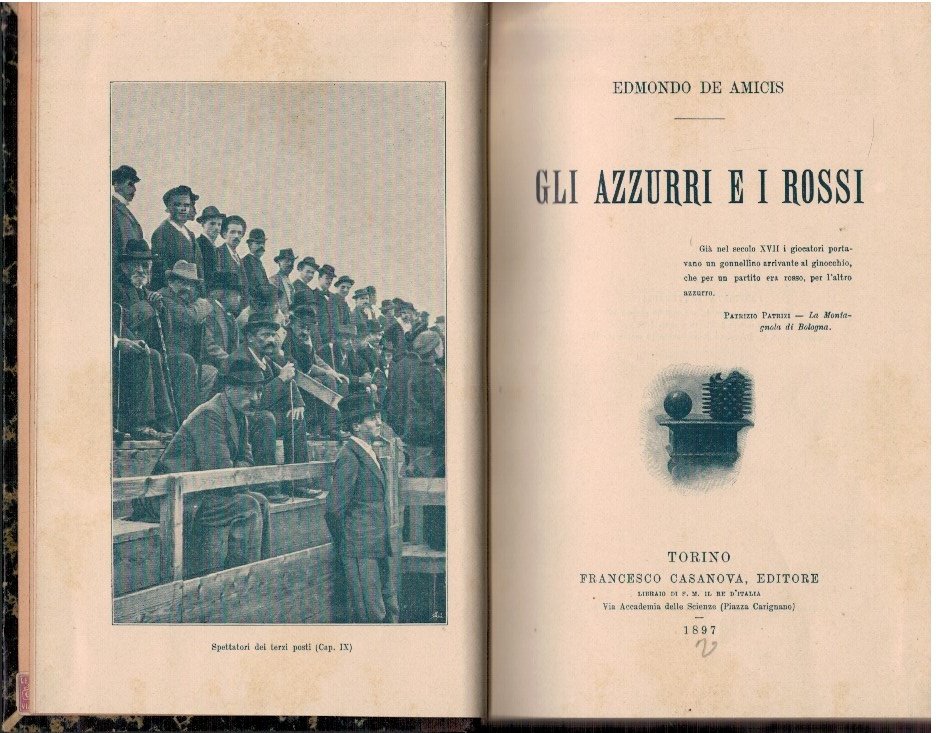 Spettatori dei terzi posti (Cap. IX)
EDMONDO DE AMICIS
GLI AZZURRI E I ROSSI
Già nel secolo XVII i giocatori porta-
vano un gonnellino arrivante al ginocchio,
che per un partito era rosso, per l'altro
azzurro.
PATRIZIO PATRIZI — La Monta-
gnola di Bologna.
TORINO
FRANCESCO CASANOVA, EDITORE
LIBRAIO DI S. M. IL RE D'ITALIA
Via Accademia delle Scienze (Piazza Carignano)
1897